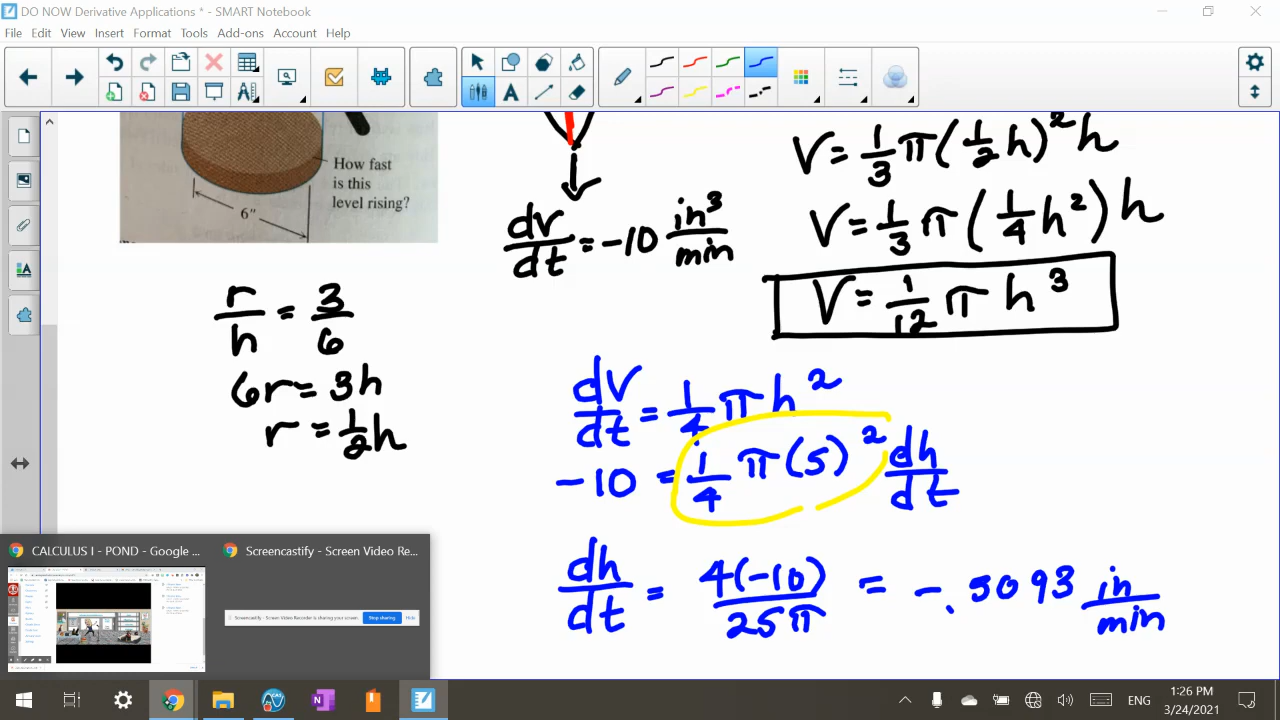 DO NOW Derivative Applications * - SMART Notebook
File Edit View Insert Format Tools Add-ons Account Help
How fast
is this
level rising?
6"
dV/dt = -10 in³/min
V = 1/3 π (1/2 h)² h
V = 1/3 π (1/4 h²) h
V = 1/12 π h³
r/h = 3/6
6r = 3h
r = 1/2 h
dV/dt = 1/4 π h²
-10 = 1/4 π (5)² dh/dt
dh/dt = 4(-10)/25π = -.5093 in/min
CALCULUS I - POND - Google ...
Screencastify - Screen Video Re...
Screencastify - Screen Video Recorder is sharing your screen.
Stop sharing
Hide
ENG
1:26 PM
3/24/2021